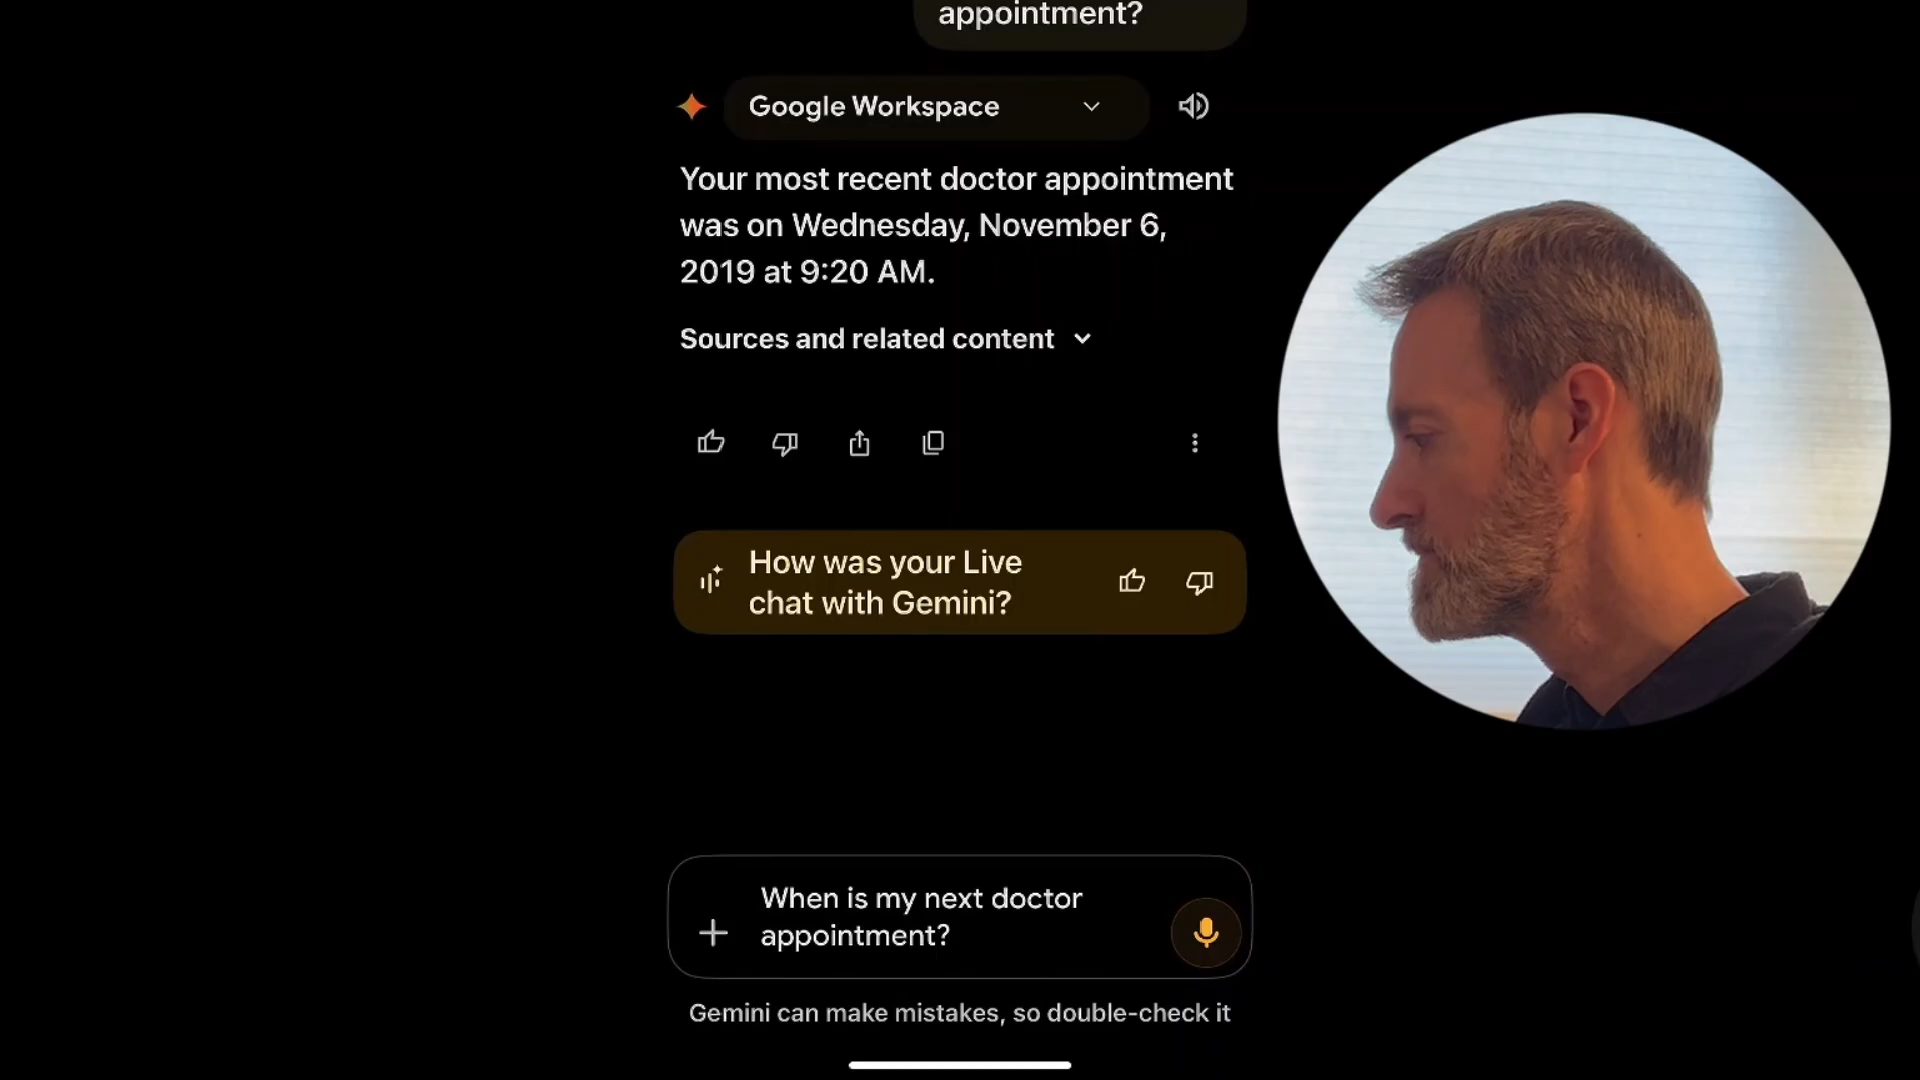 appointment?
Google Workspace
Your most recent doctor appointment
was on Wednesday, November 6,
2019 at 9:20 AM.
Sources and related content
How was your Live
chat with Gemini?
When is my next doctor
appointment?
Gemini can make mistakes, so double-check it